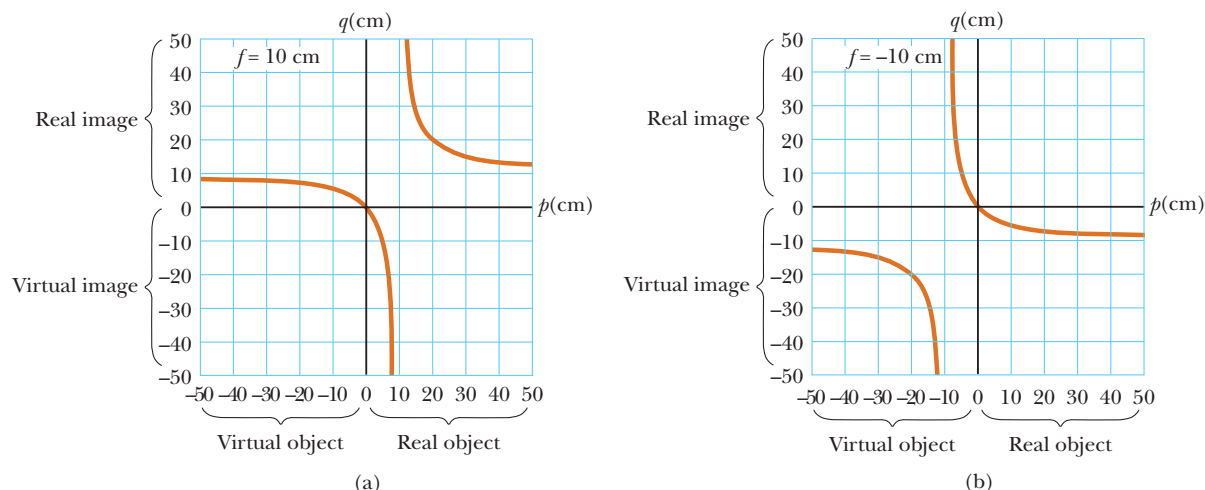 q(cm)
50
f = 10 cm
40
30
Real image
20
10
0
p(cm)
–10
–20
Virtual image
–30
–40
–50
–50 –40 –30 –20 –10 0 10 20 30 40 50
Virtual object Real object
(a)
q(cm)
50
f = –10 cm
40
30
Real image
20
10
0
p(cm)
–10
–20
Virtual image
–30
–40
–50
–50 –40 –30 –20 –10 0 10 20 30 40 50
Virtual object Real object
(b)